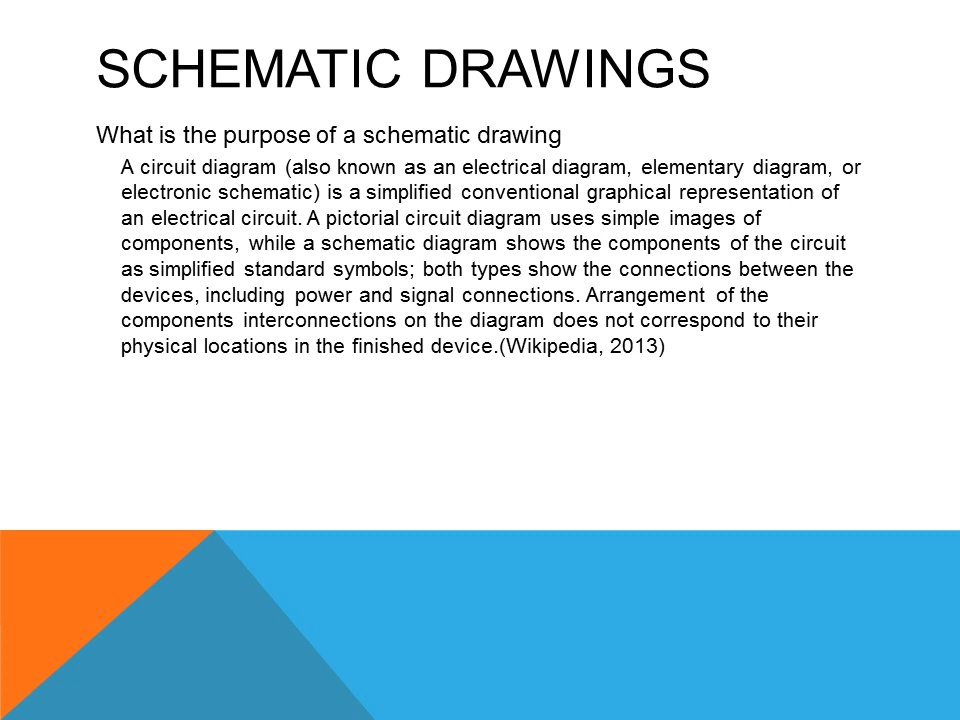 SCHEMATIC DRAWINGS
What is the purpose of a schematic drawing
A circuit diagram (also known as an electrical diagram, elementary diagram, or
electronic schematic) is a simplified conventional graphical representation of
an electrical circuit. A pictorial circuit diagram uses simple images of
components, while a schematic diagram shows the components of the circuit
as simplified standard symbols; both types show the connections between the
devices, including power and signal connections. Arrangement of the
components interconnections on the diagram does not correspond to their
physical locations in the finished device.(Wikipedia, 2013)